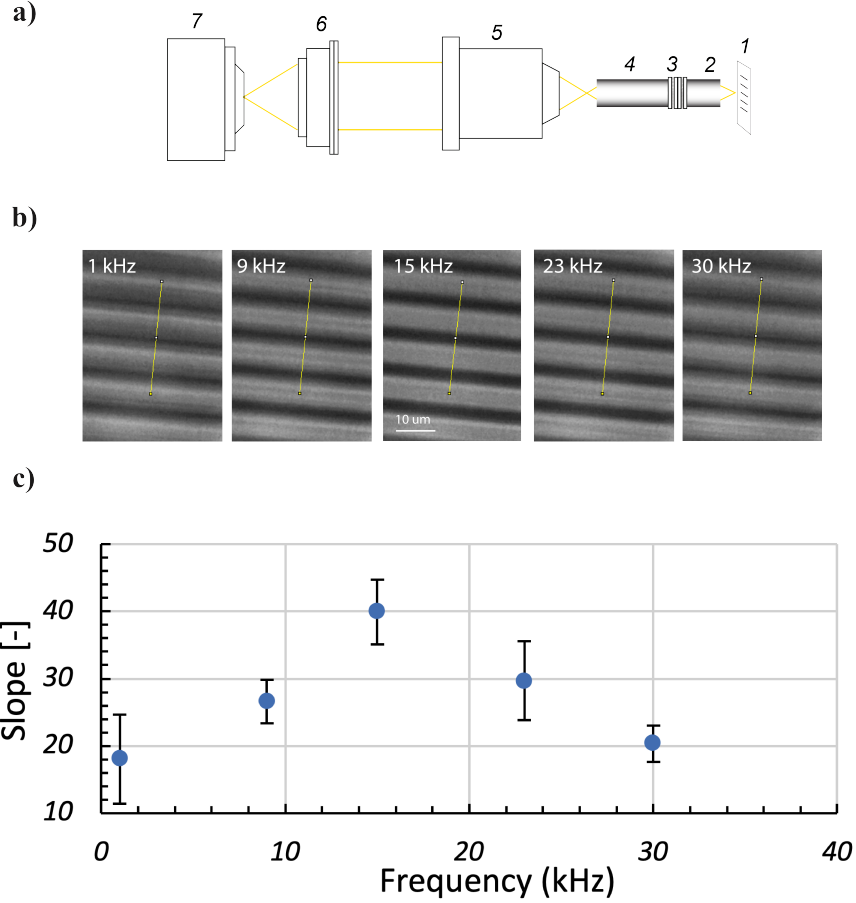 a)
7 6 5 4 3 2 1
b)
1 kHz 9 kHz 15 kHz 23 kHz 30 kHz
10 um
c)
50
40
30
20
10
Slope [-]
0 10 20 30 40
Frequency (kHz)